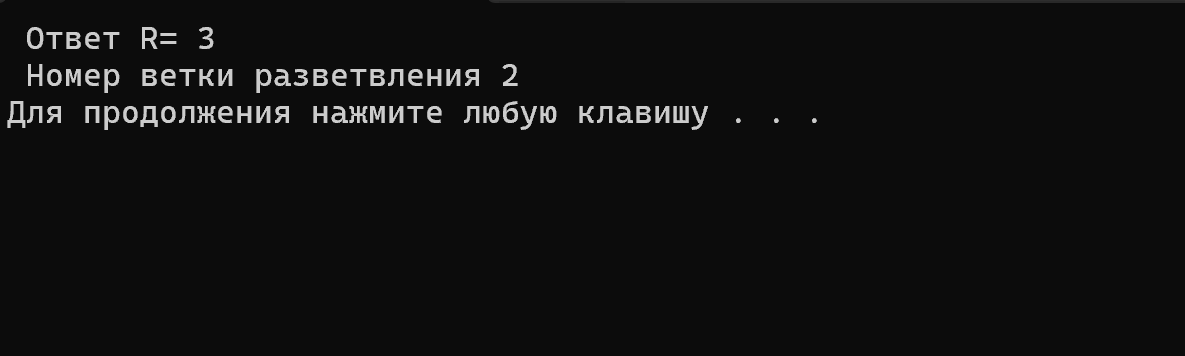 Ответ R= 3
Номер ветки разветвления 2
Для продолжения нажмите любую клавишу . . .